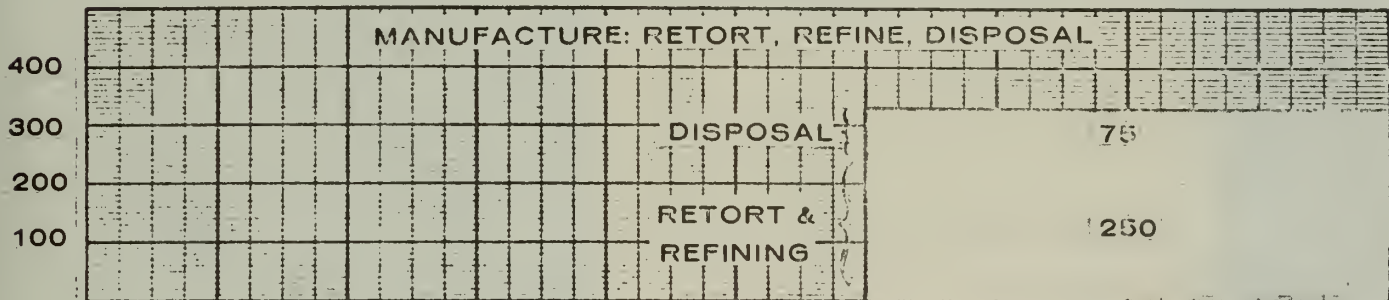 MANUFACTURE: RETORT, REFINE, DISPOSAL
400
300
DISPOSAL
75
200
RETORT &
250
100
REFINING